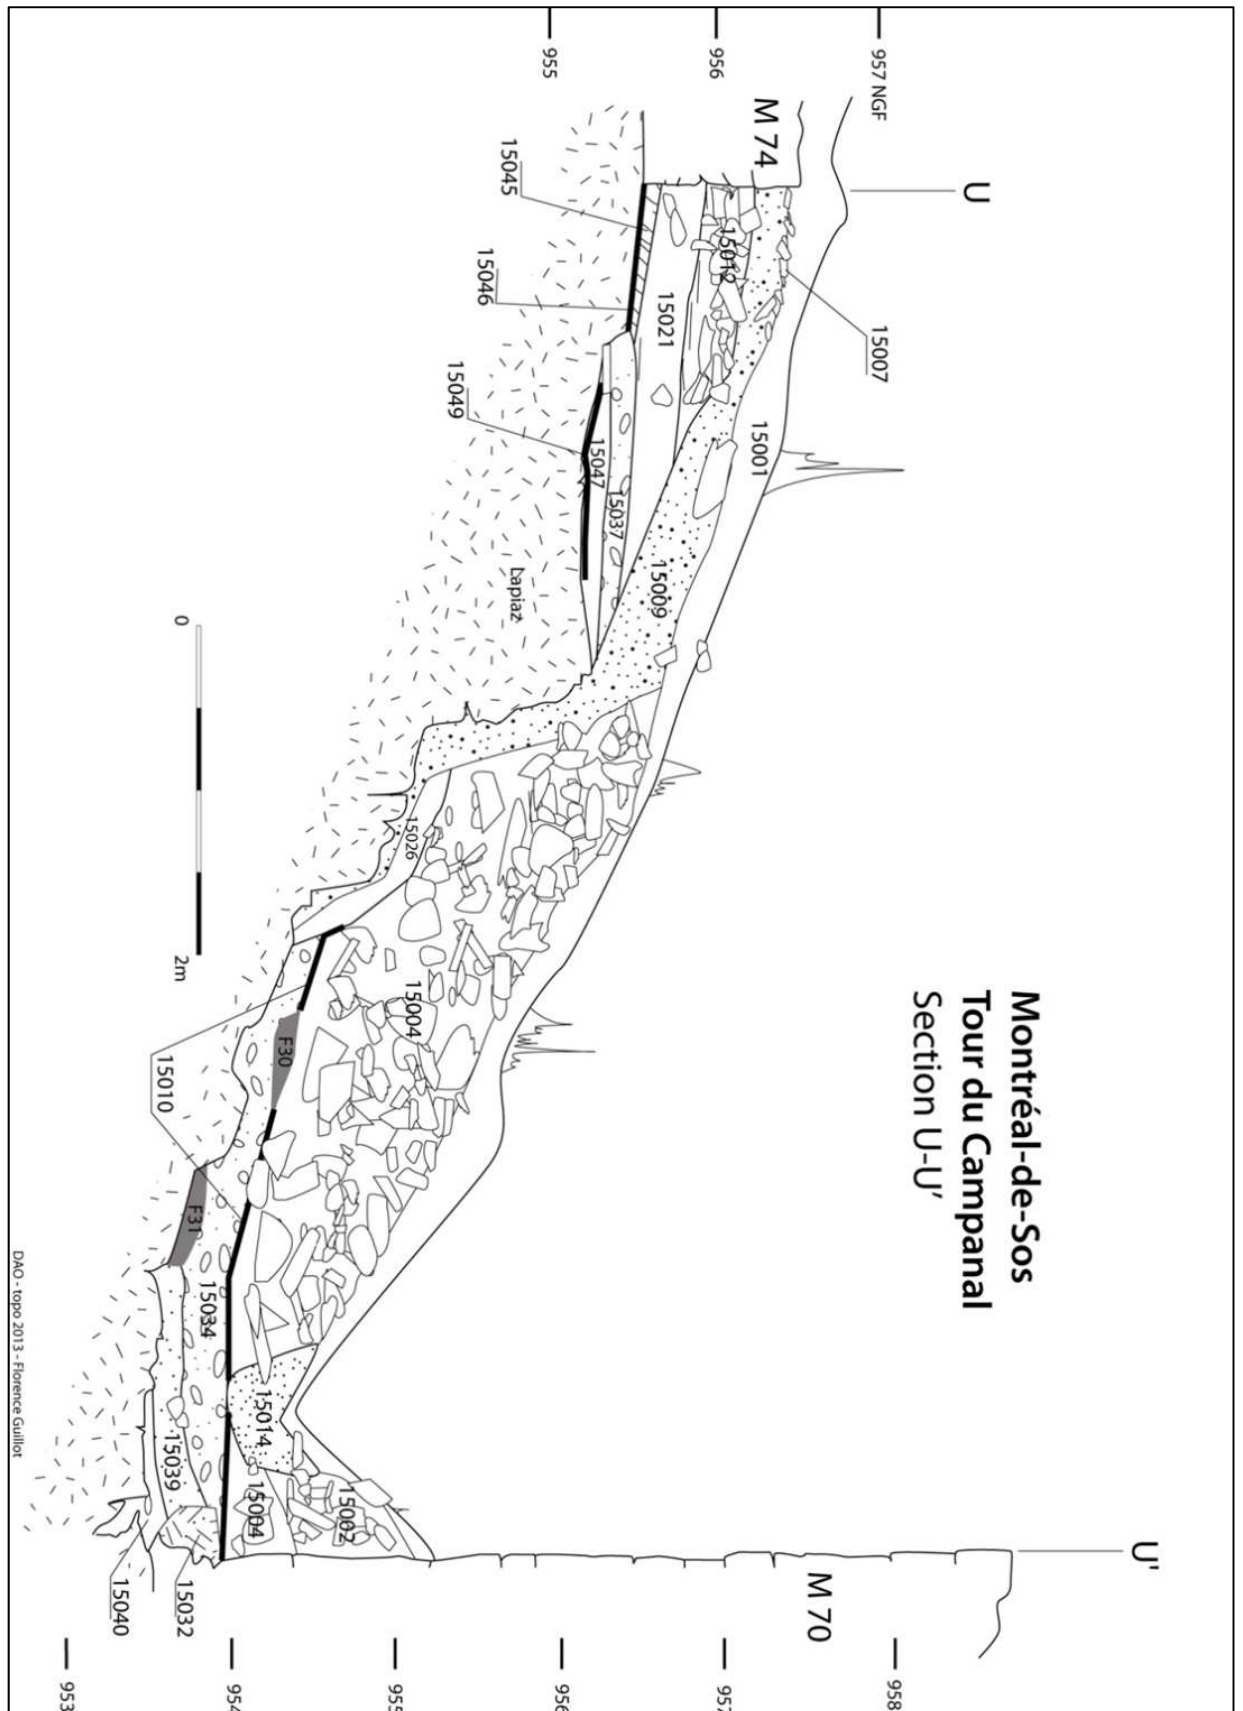 Montréal-de-Sos
Tour du Campanal
Section U-U'
957 NGF
956
955
U
M 74
15045
15046
15049
15012
15007
15021
15001
15047
15037
15009
Lapiaz
0
2m
15026
15004
F30
15010
F31
15034
15014
15039
15004
15002
15040
15032
U'
M 70
958
957
956
955
954
953
DAO - topo 2013 - Florence Guillot